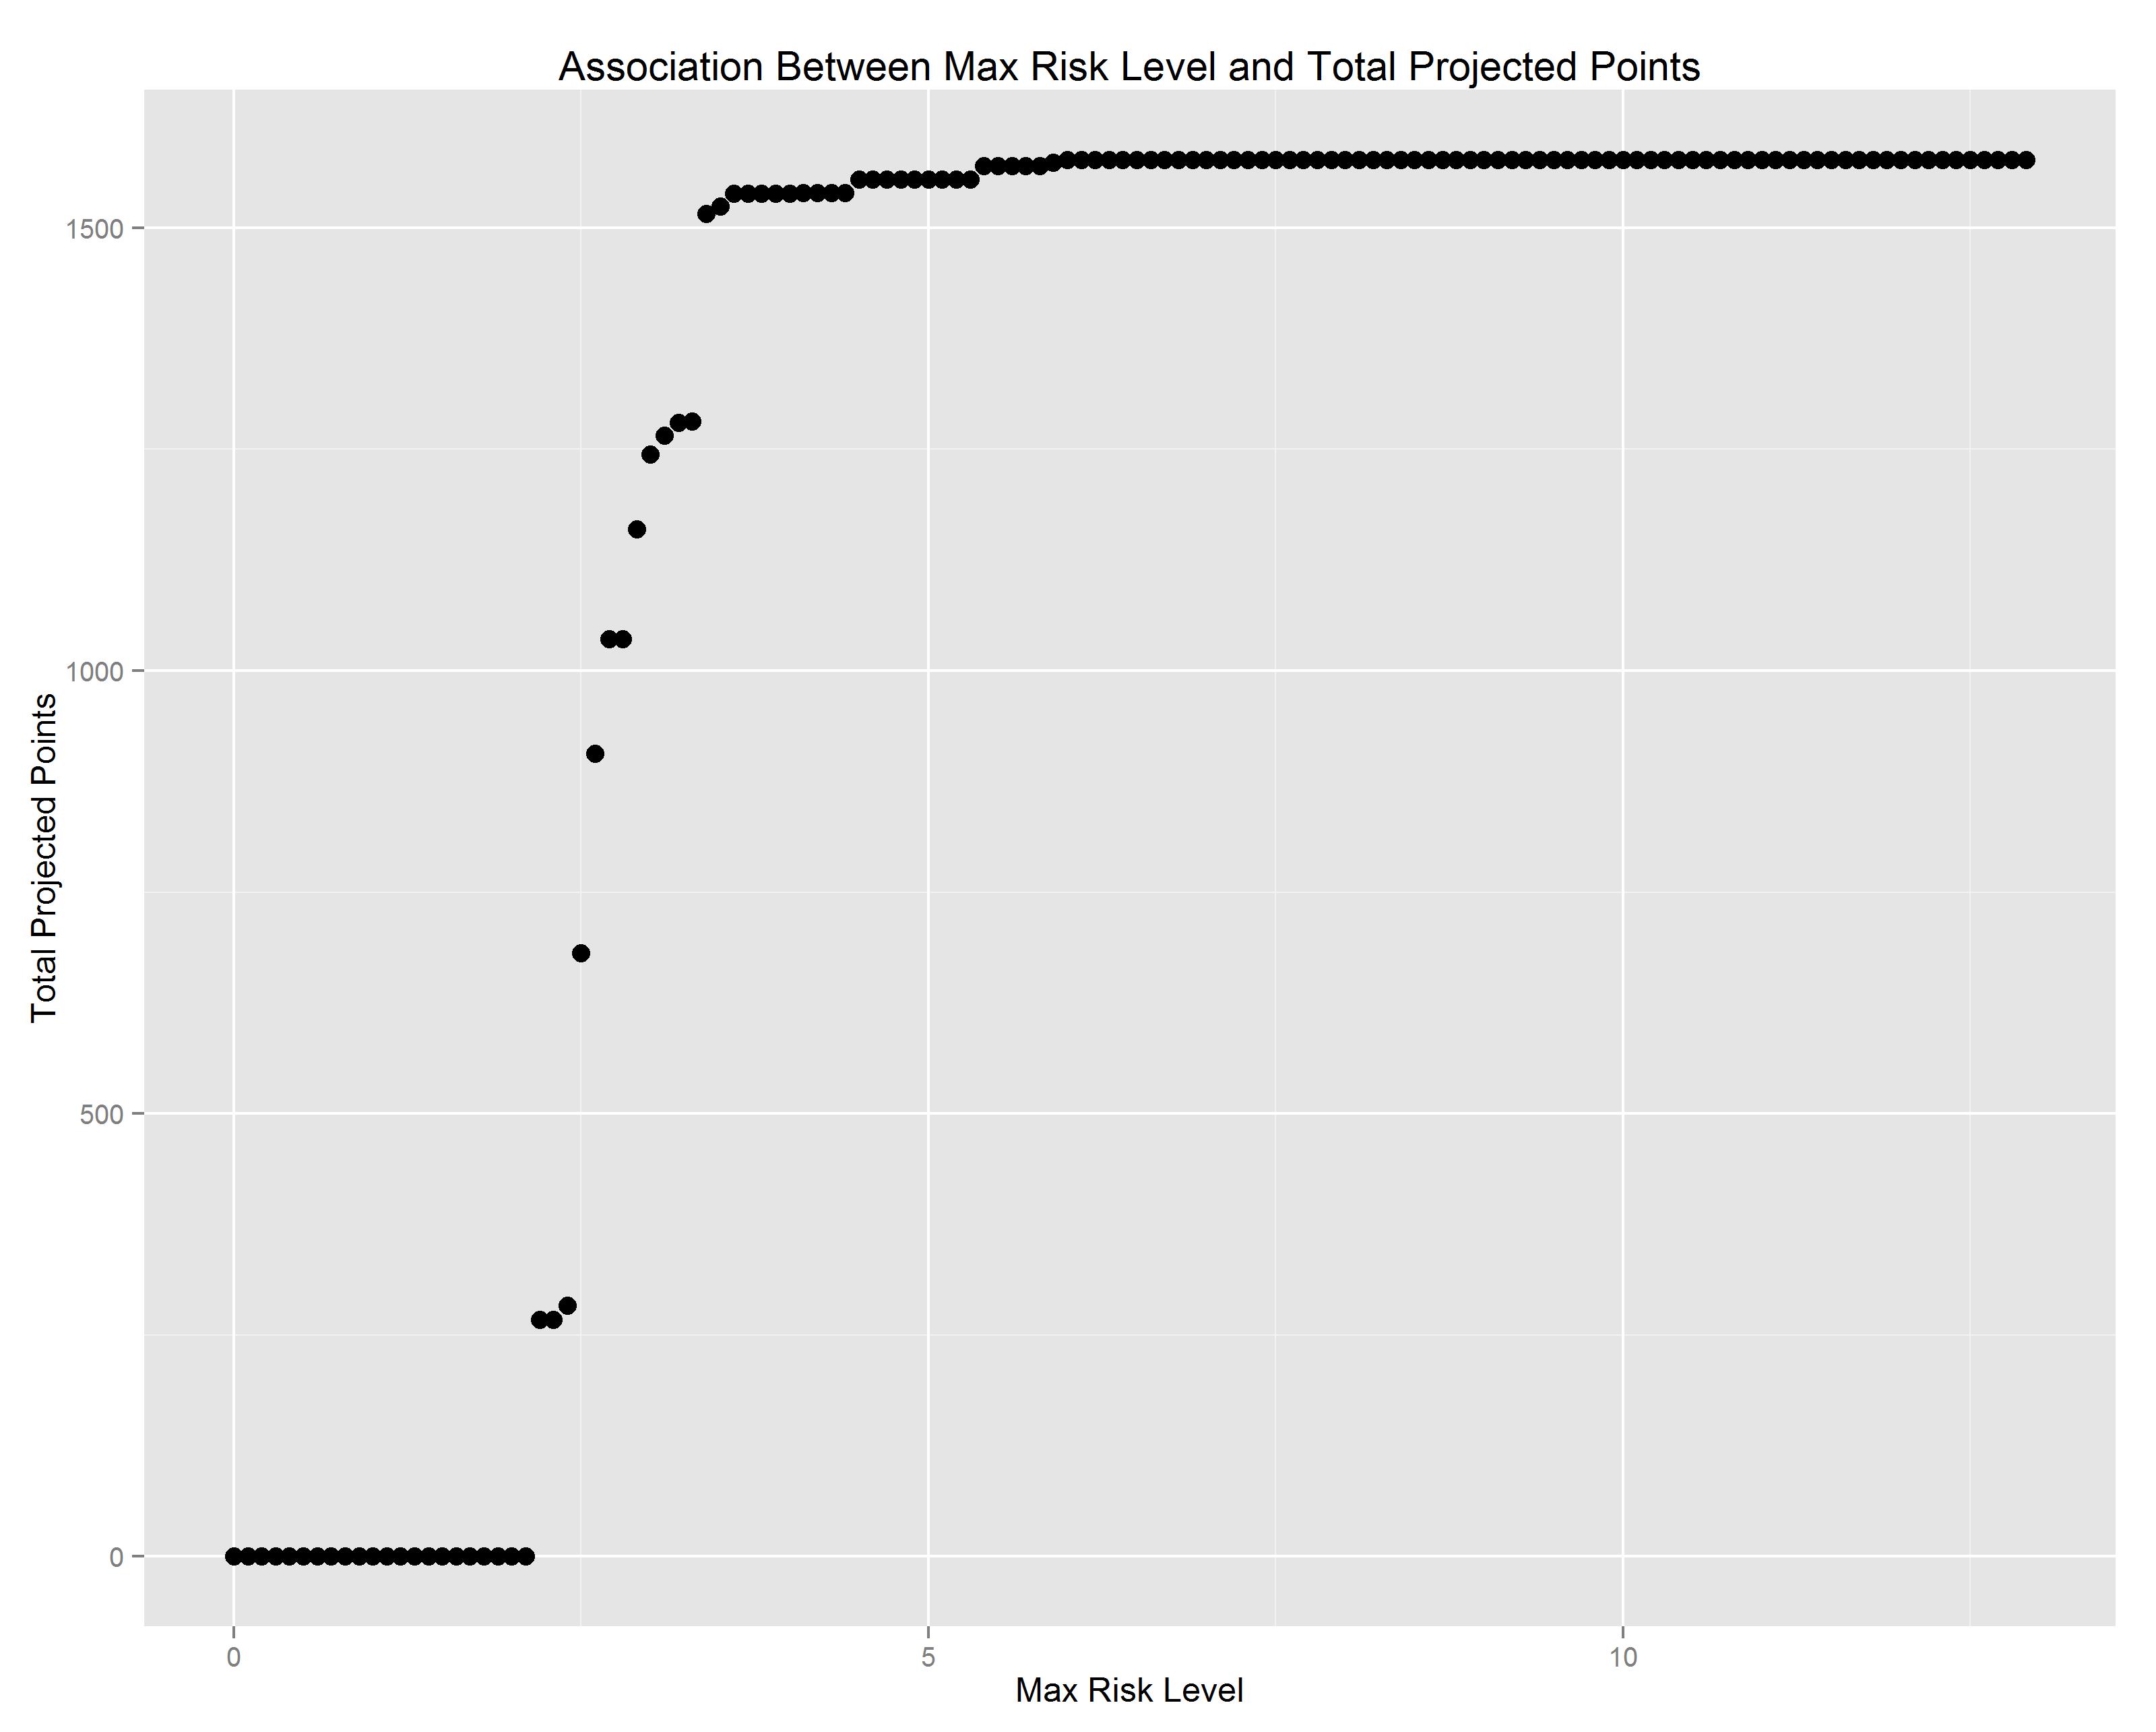 Association Between Max Risk Level and Total Projected Points
Total Projected Points
1500
1000
500
0
0 5 10
Max Risk Level